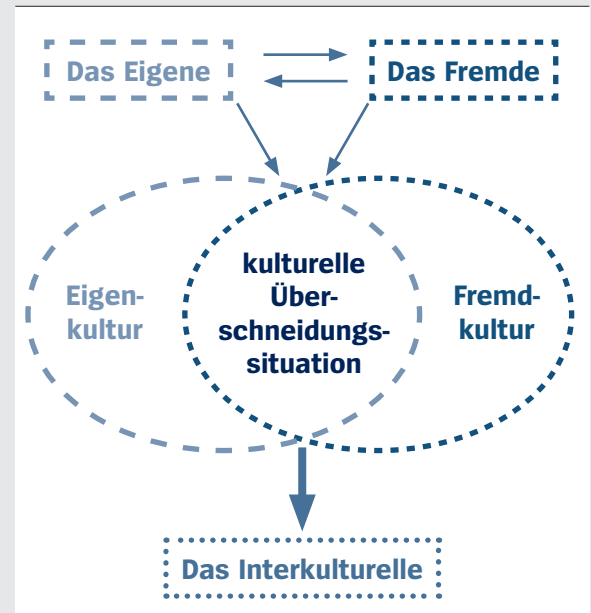 Das Eigene
Das Fremde
Eigen-
kultur
kulturelle
Über-
schneidungs-
situation
Fremd-
kultur
Das Interkulturelle